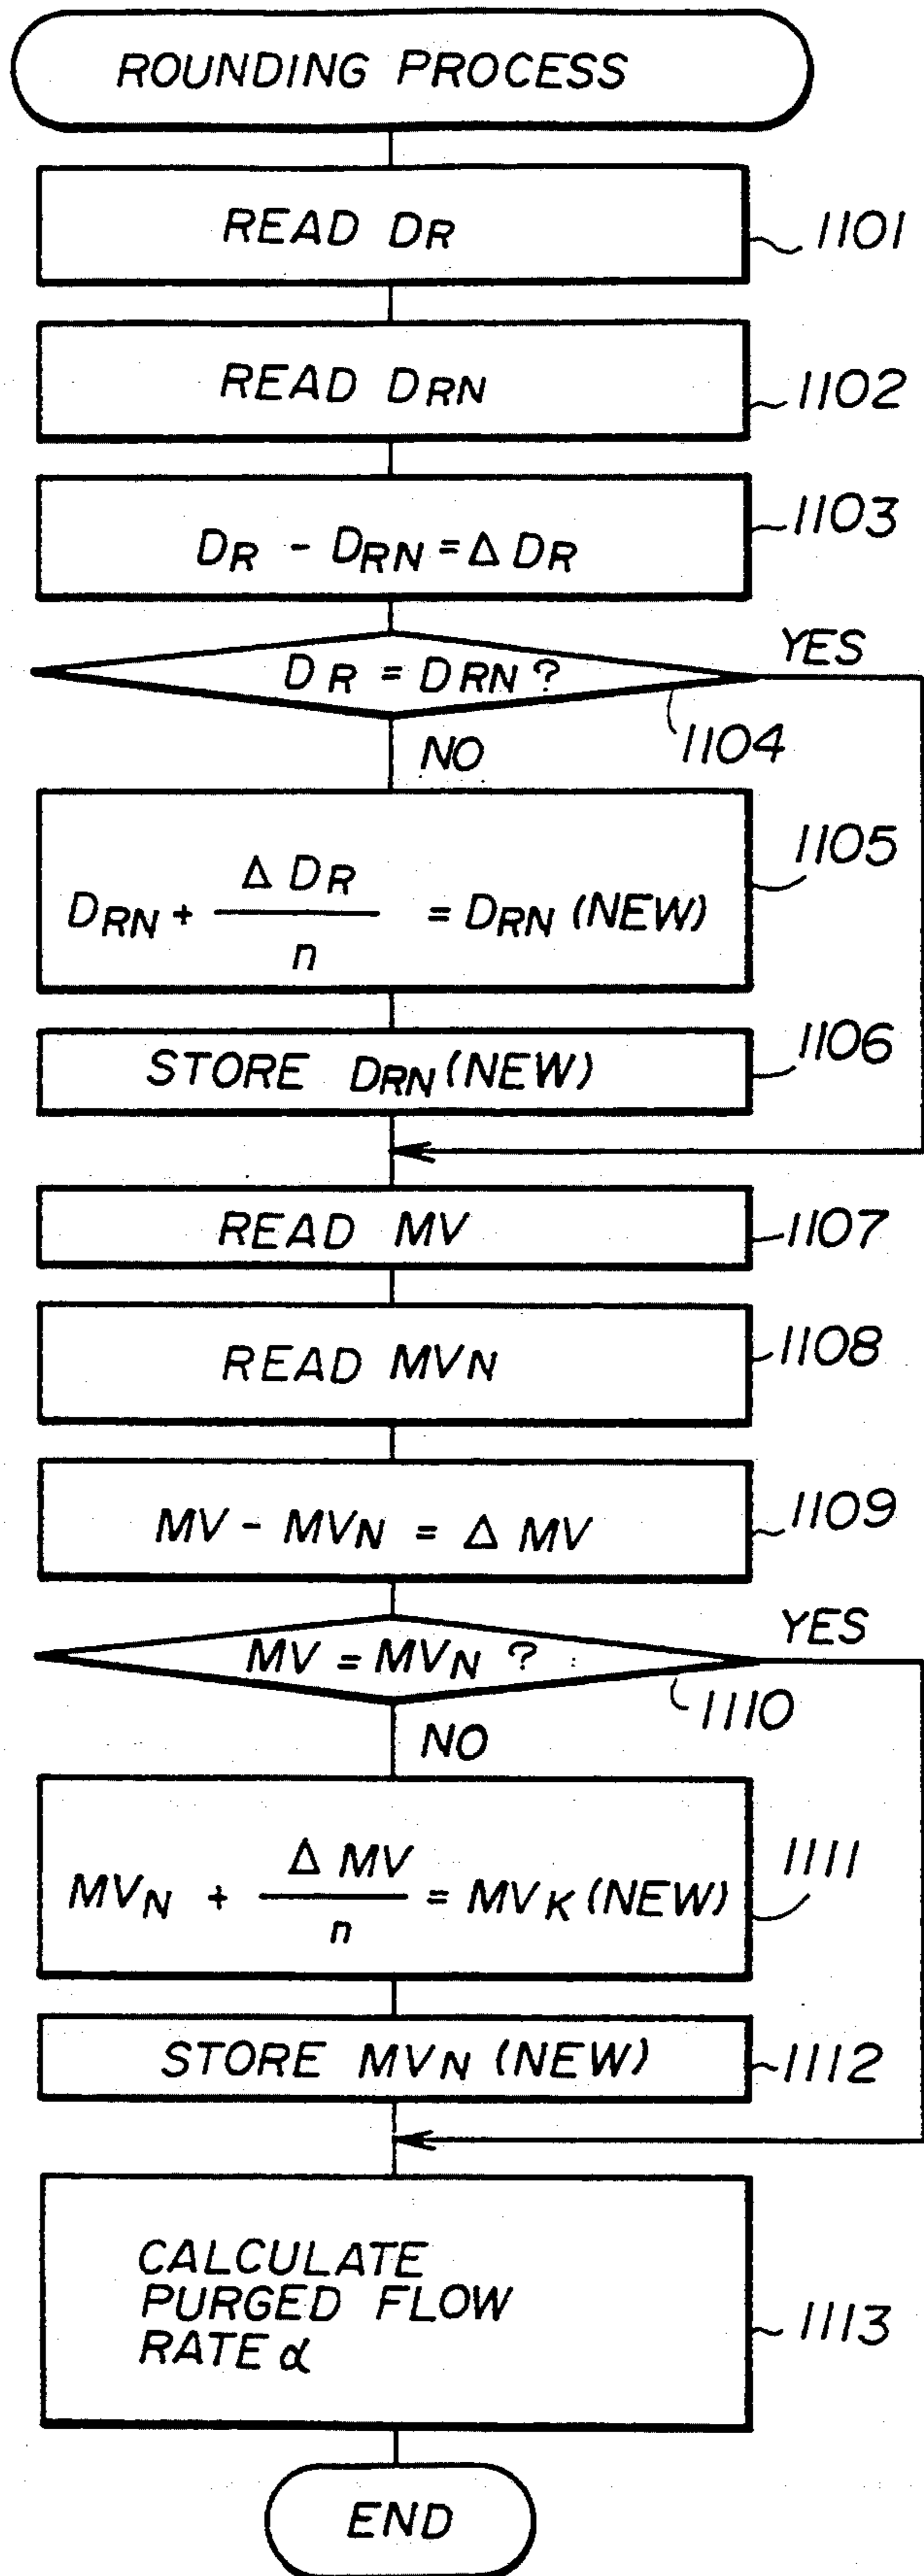 ROUNDING PROCESS
READ DR
1101
READ DRN
1102
DR - DRN = Δ DR
1103
DR = DRN ?
YES
1104
NO
DRN + Δ DR / n = DRN (NEW)
1105
STORE DRN (NEW)
1106
READ MV
1107
READ MVN
1108
MV - MVN = Δ MV
1109
MV = MVN ?
YES
1110
NO
MVN + Δ MV / n = MVK (NEW)
1111
STORE MVN (NEW)
1112
CALCULATE
PURGED FLOW
RATE α
1113
END